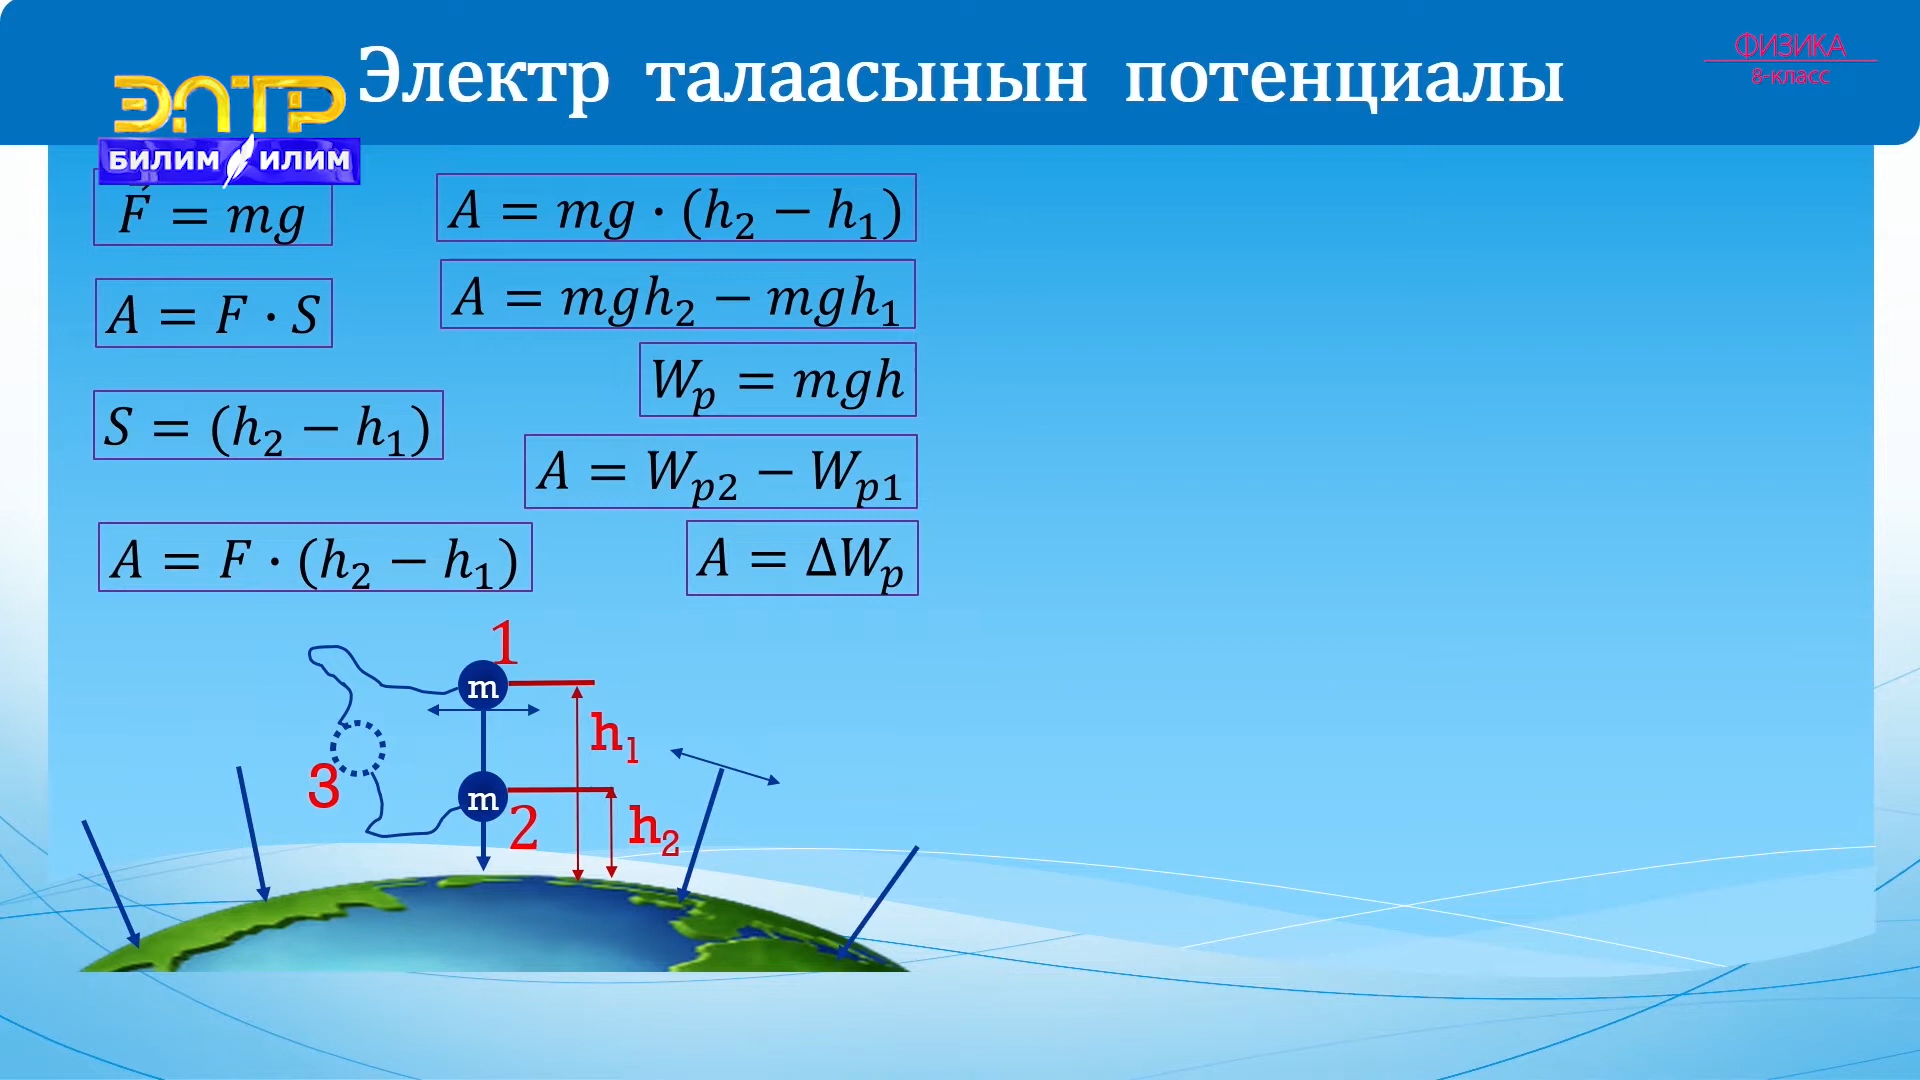 Электр талаасынын потенциалы
ФИЗИКА
8-класс
ЭЛТР
БИЛИМ ИЛИМ
F⃗ = mg
A = F · S
S = (h₂ − h₁)
A = F · (h₂ − h₁)
A = mg · (h₂ − h₁)
A = mgh₂ − mgh₁
Wₚ = mgh
A = Wₚ₂ − Wₚ₁
A = ΔWₚ
1
m
h₁
3
m
2
h₂